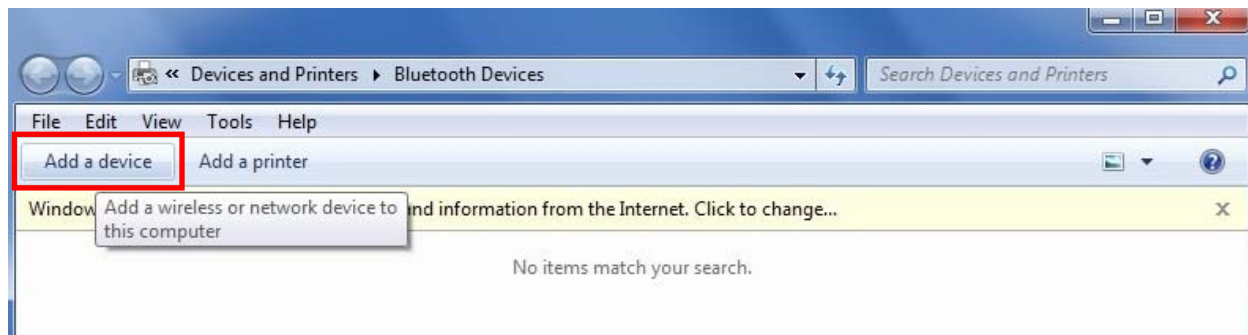 « Devices and Printers ▸ Bluetooth Devices Search Devices and Printers
File Edit View Tools Help
Add a device Add a printer
Window Add a wireless or network device to this computer nd information from the Internet. Click to change...
No items match your search.